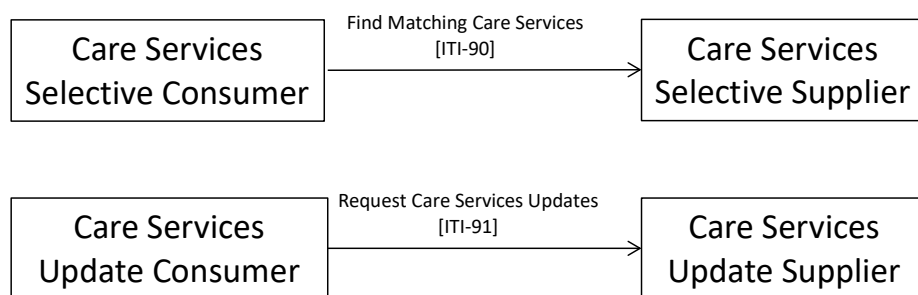 Care Services
Selective Consumer
Find Matching Care Services
[ITI-90]
Care Services
Selective Supplier
Care Services
Update Consumer
Request Care Services Updates
[ITI-91]
Care Services
Update Supplier